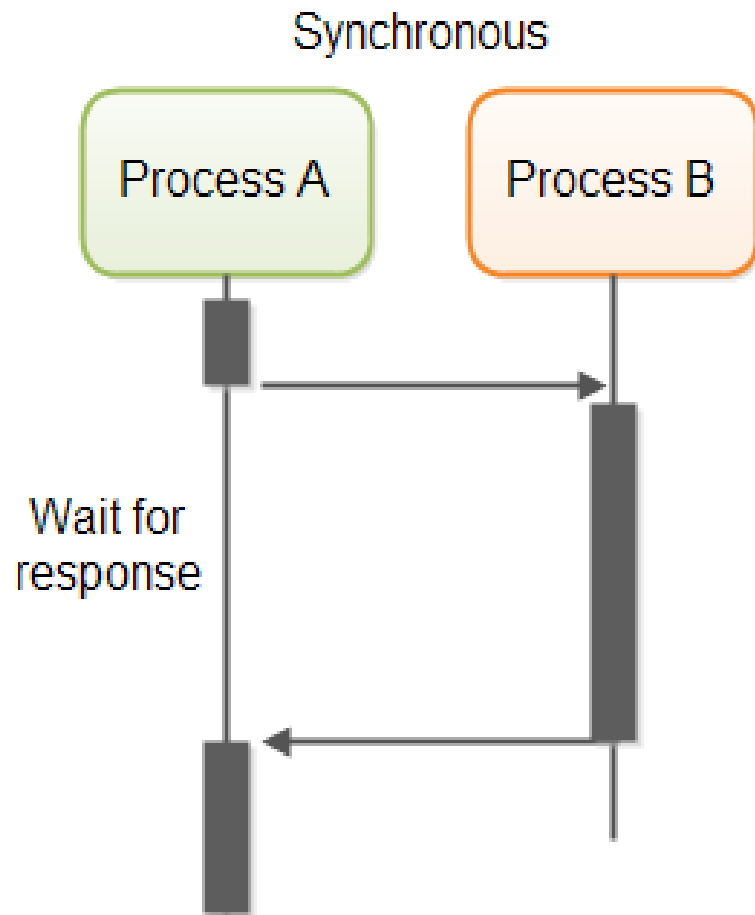 Synchronous
Process A
Process B
Wait for
response